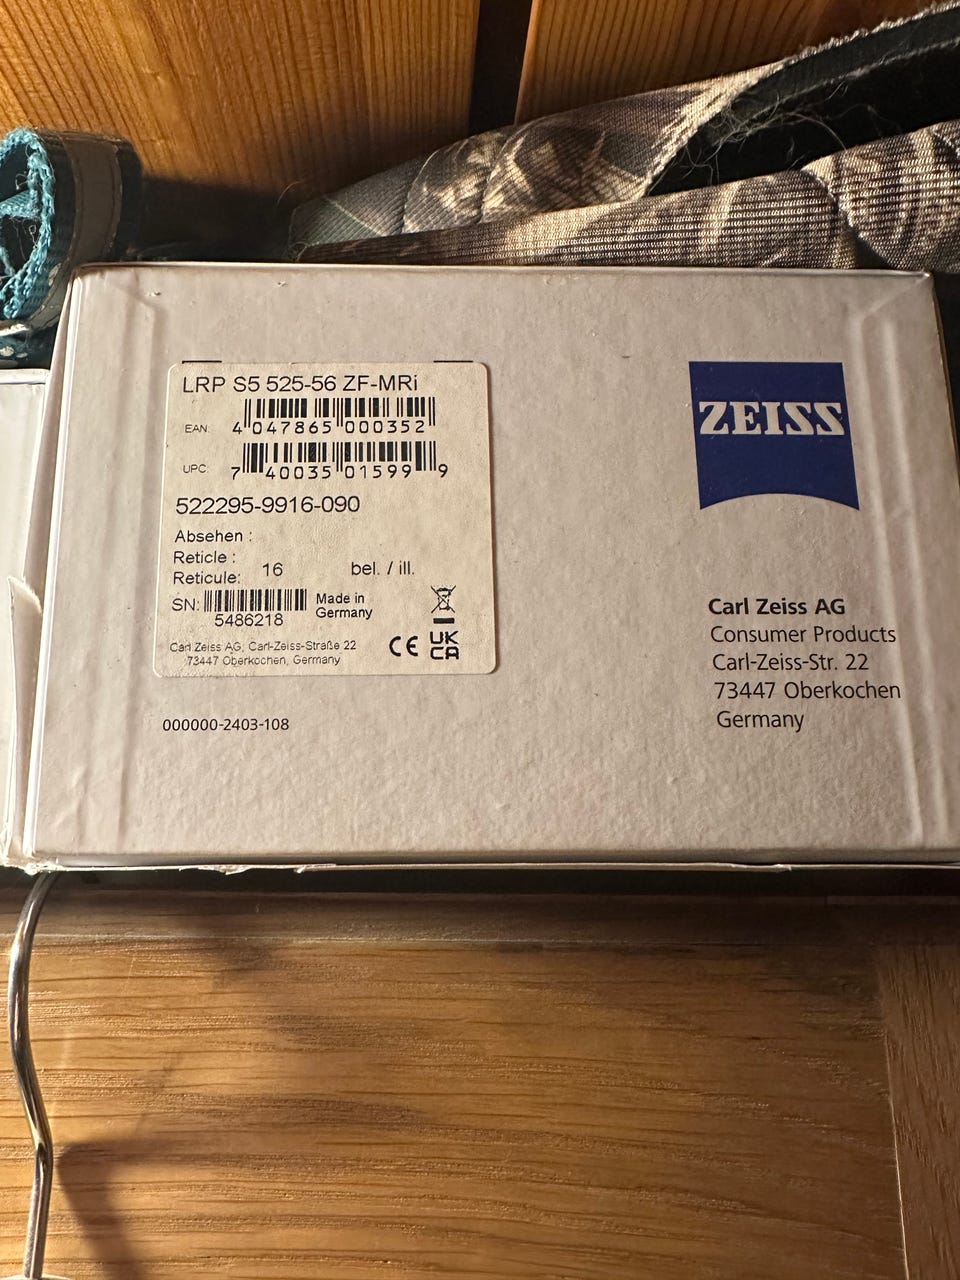 LRP S5 525-56 ZF-MRi
EAN: 4 047865 000352
UPC: 7 40035 01599 9
522295-9916-090
Absehen :
Reticle :
Reticule: 16 bel. / ill.
SN: 5486218
Made in
Germany
Carl Zeiss AG, Carl-Zeiss-Straße 22
73447 Oberkochen, Germany
CE UK
CA
000000-2403-108
ZEISS
Carl Zeiss AG
Consumer Products
Carl-Zeiss-Str. 22
73447 Oberkochen
Germany